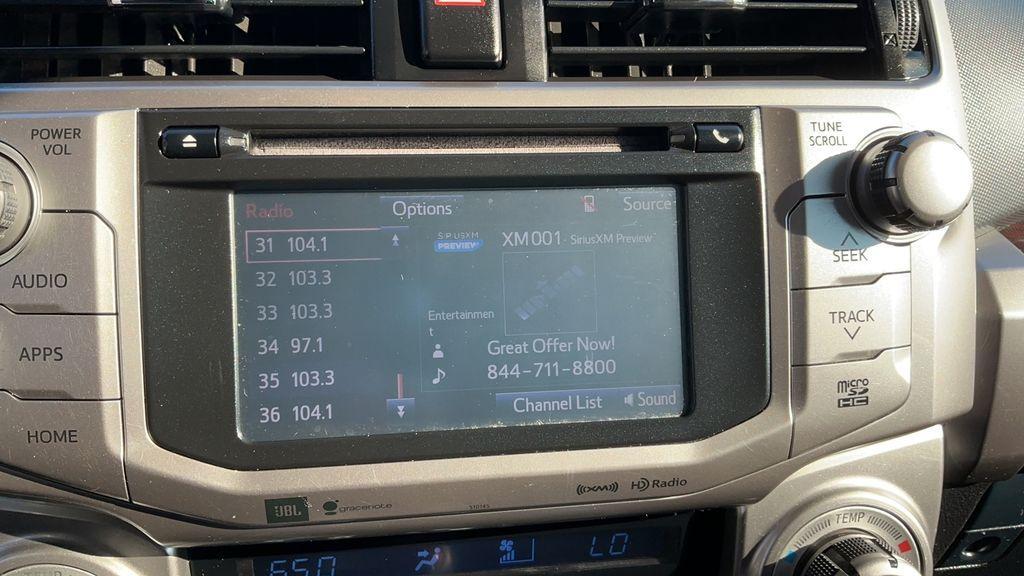 POWER
VOL
AUDIO
APPS
HOME
TUNE
SCROLL
SEEK
TRACK
micro
SD
HC
Radio
Options
Source
31 104.1
32 103.3
33 103.3
34 97.1
35 103.3
36 104.1
SIRIUSXM
PREVIEW
XM001 - SiriusXM Preview
Entertainmen
t
Great Offer Now!
844-711-8800
Channel List
Sound
JBL
gracenote
((XM))
HD Radio
TEMP
650
LO